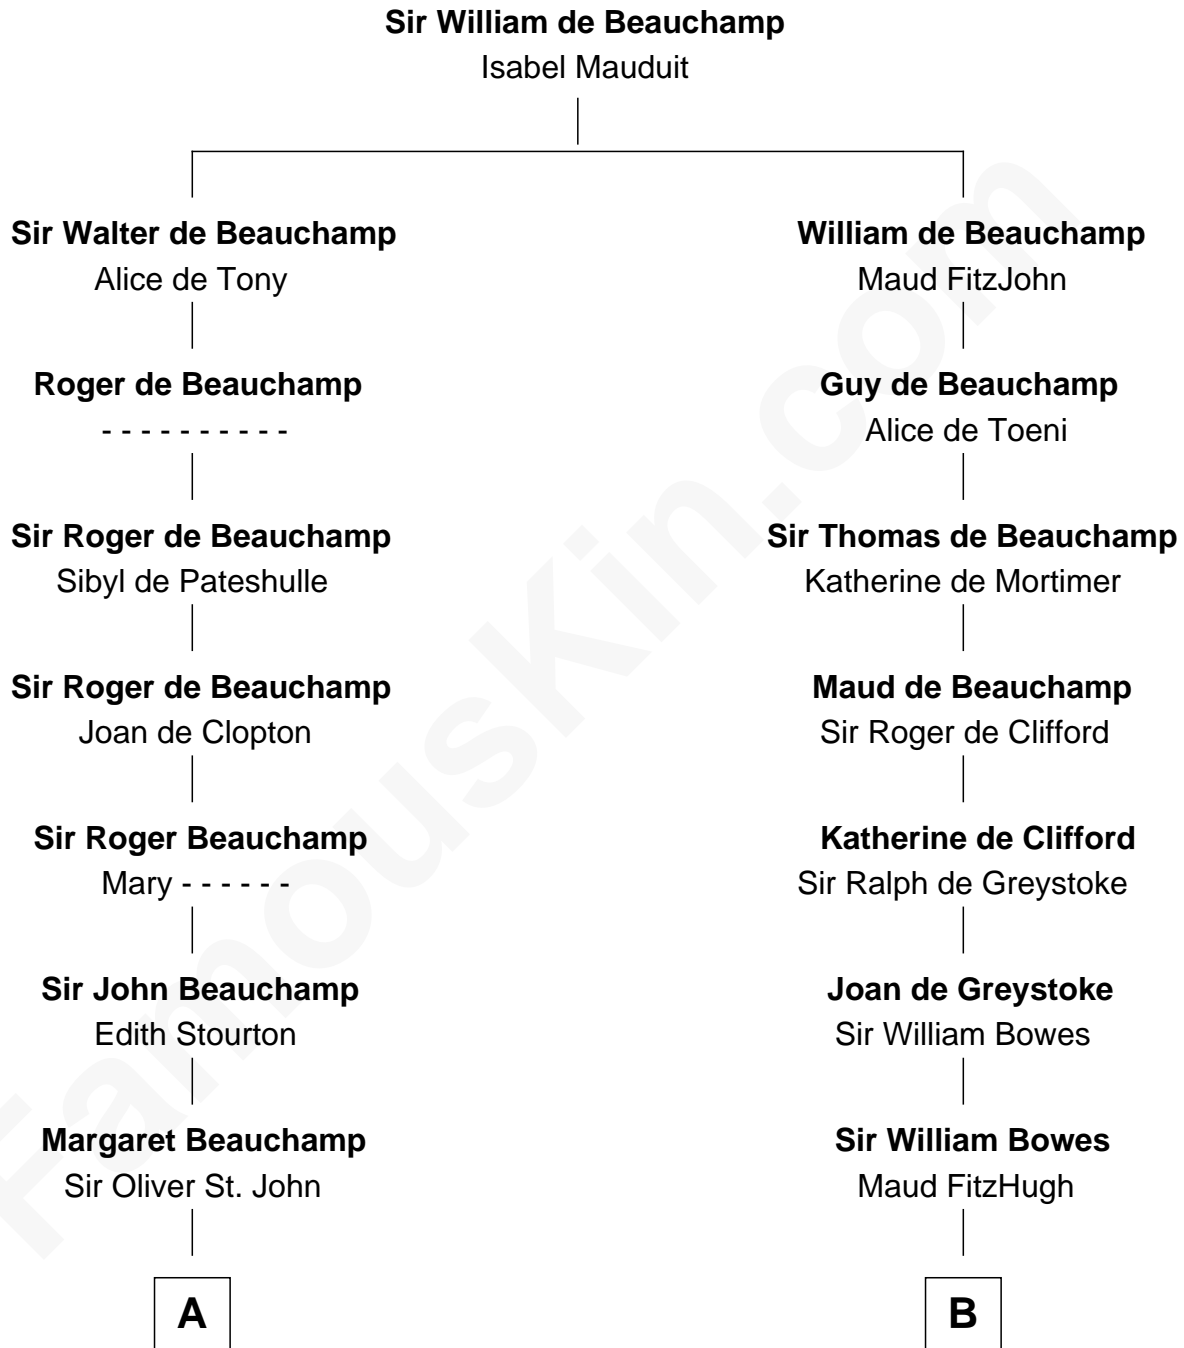 Sir William de Beauchamp
Isabel Mauduit
Sir Walter de Beauchamp
Alice de Tony
William de Beauchamp
Maud FitzJohn
Roger de Beauchamp
- - - - - - - - - -
Guy de Beauchamp
Alice de Toeni
Sir Roger de Beauchamp
Sibyl de Pateshulle
Sir Thomas de Beauchamp
Katherine de Mortimer
Sir Roger de Beauchamp
Joan de Clopton
Maud de Beauchamp
Sir Roger de Clifford
Sir Roger Beauchamp
Mary - - - - - -
Katherine de Clifford
Sir Ralph de Greystoke
Sir John Beauchamp
Edith Stourton
Joan de Greystoke
Sir William Bowes
Margaret Beauchamp
Sir Oliver St. John
Sir William Bowes
Maud FitzHugh
A
B
FamousKin.com